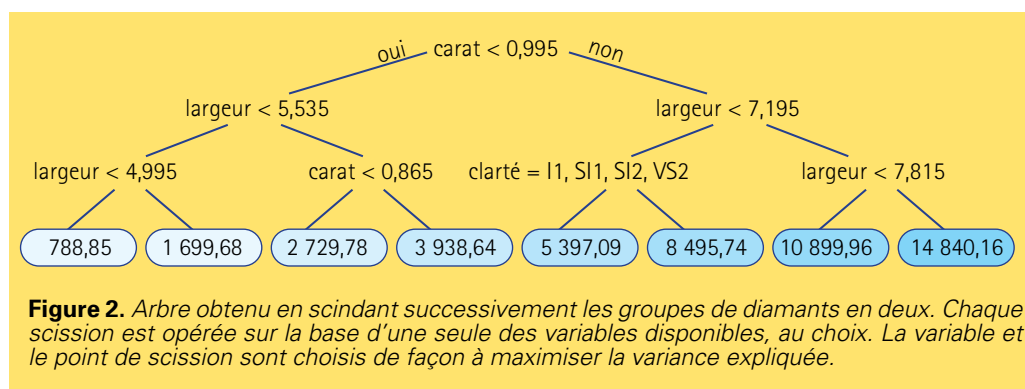 oui carat < 0,995 non
largeur < 5,535 largeur < 7,195
largeur < 4,995 carat < 0,865 clarté = I1, SI1, SI2, VS2 largeur < 7,815
788,85 1 699,68 2 729,78 3 938,64 5 397,09 8 495,74 10 899,96 14 840,16
Figure 2. Arbre obtenu en scindant successivement les groupes de diamants en deux. Chaque
scission est opérée sur la base d’une seule des variables disponibles, au choix. La variable et
le point de scission sont choisis de façon à maximiser la variance expliquée.